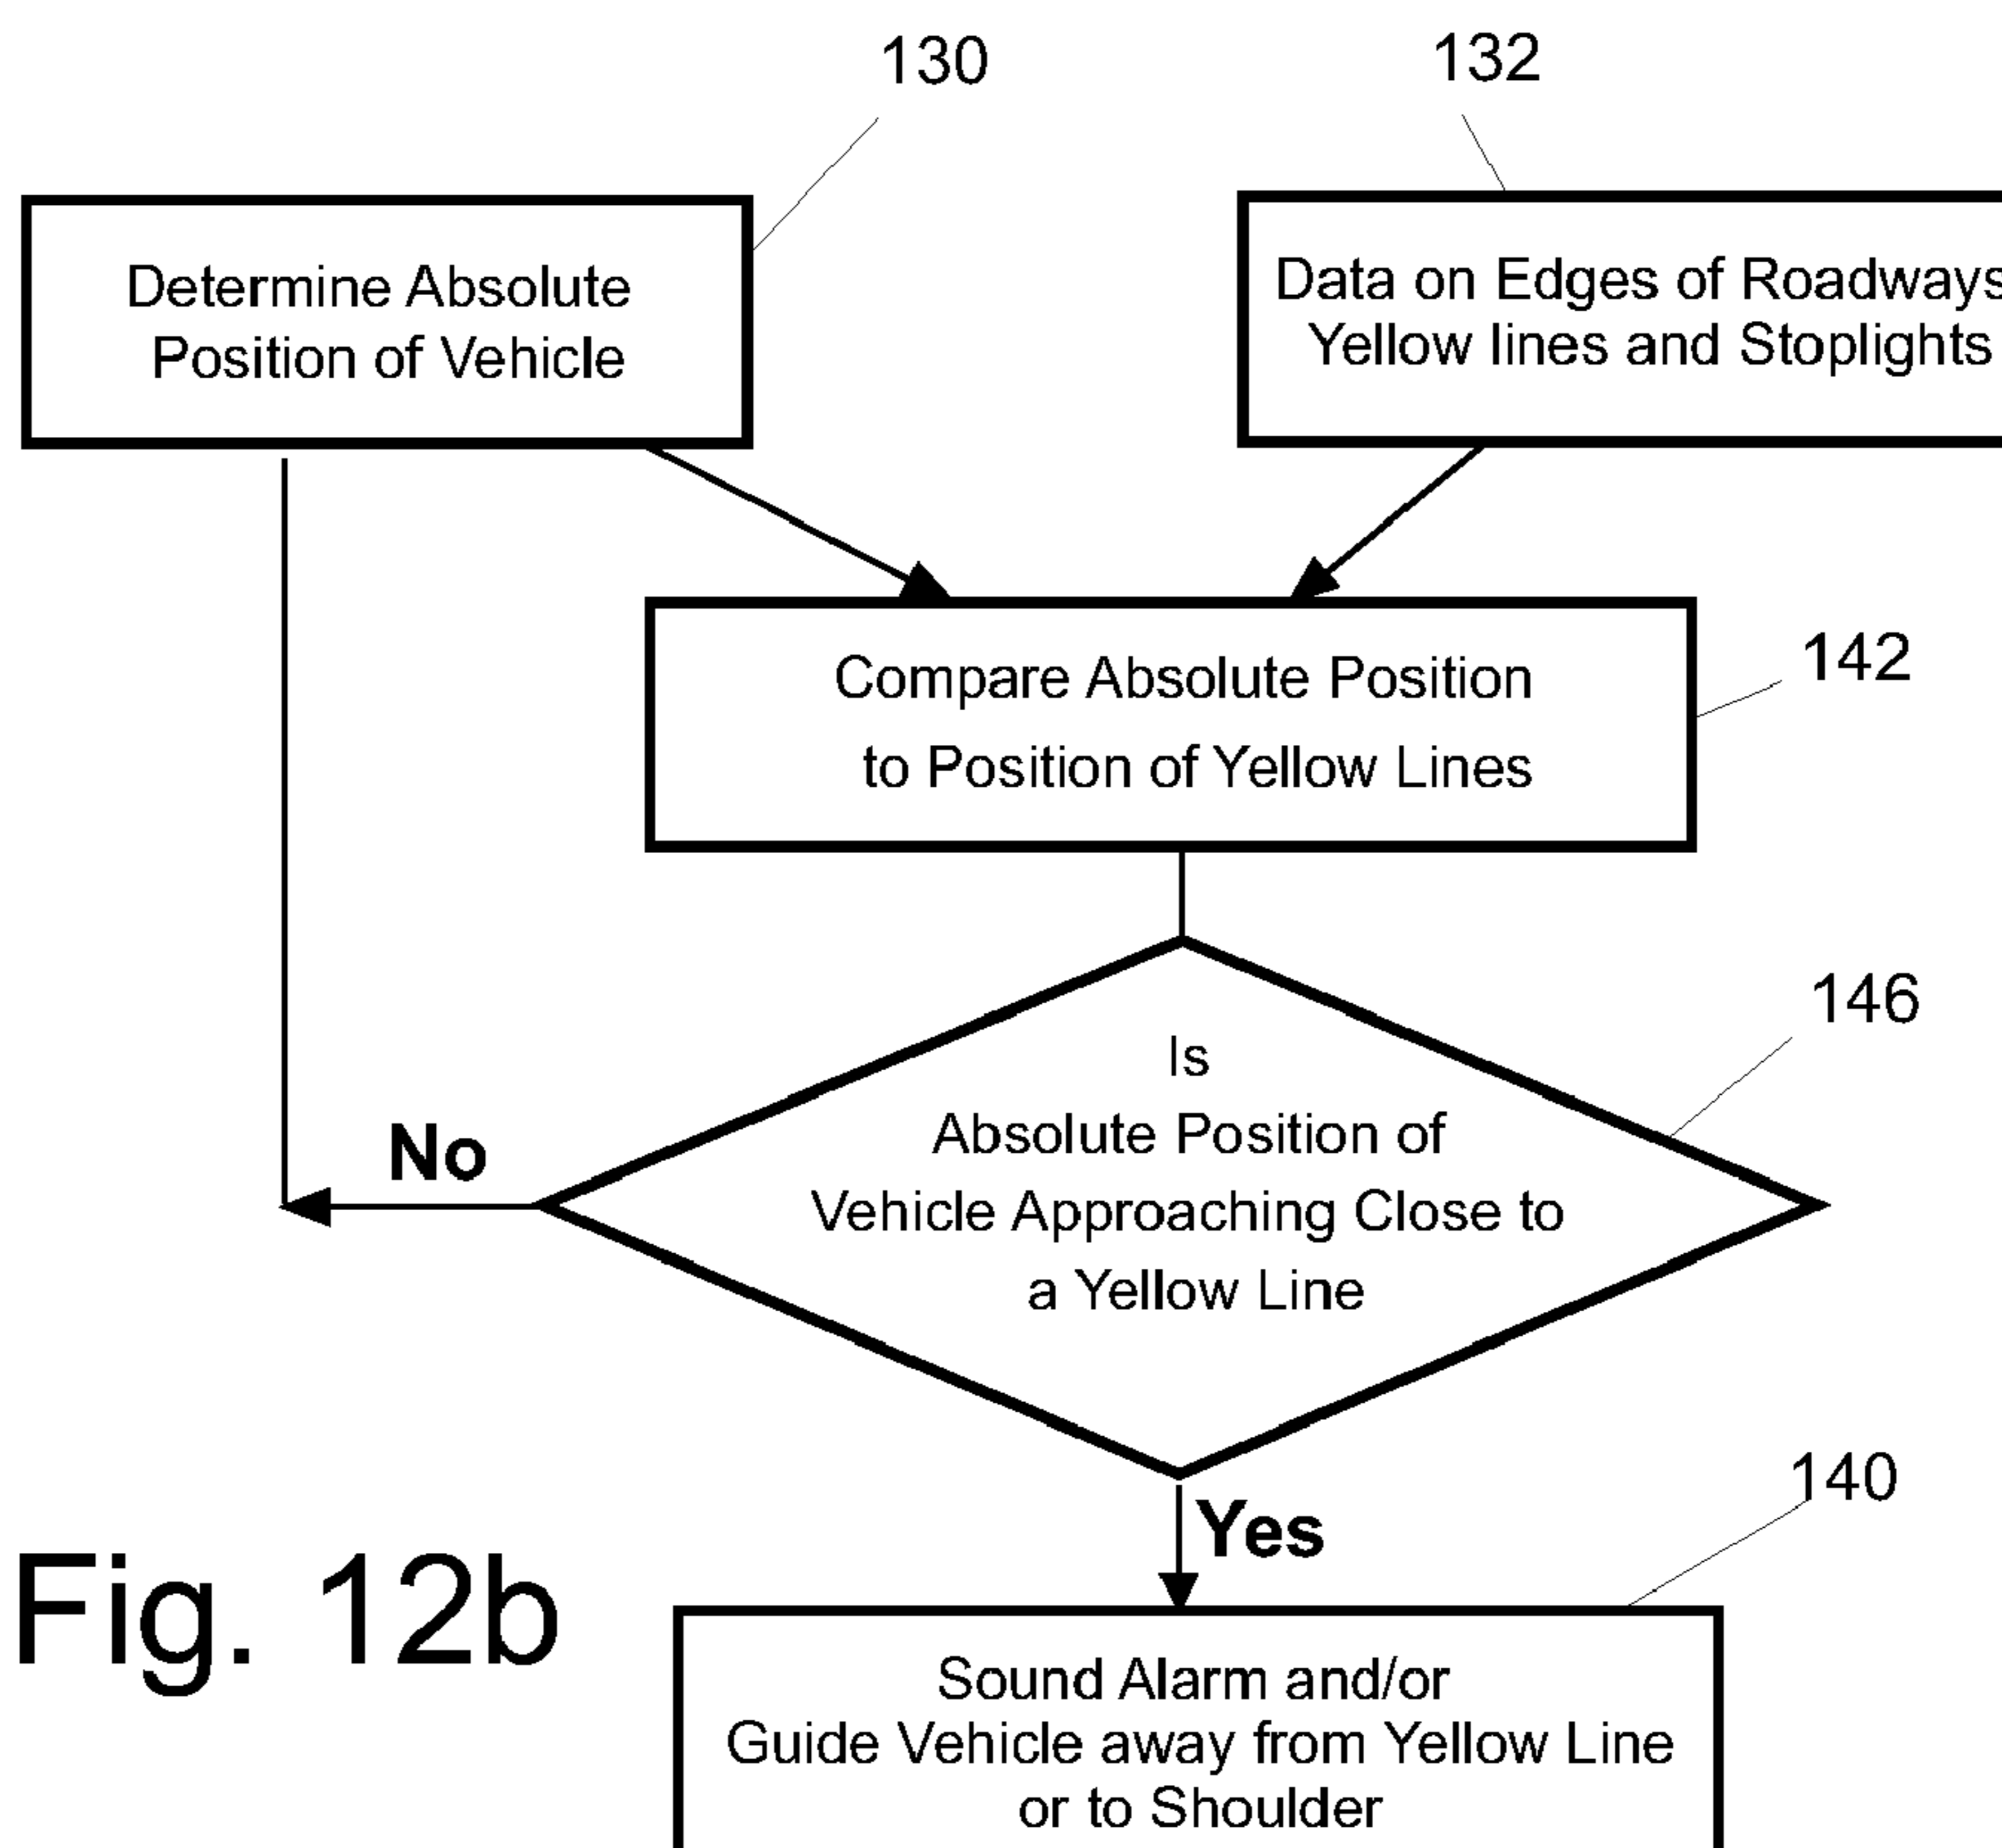 130
132
Determine Absolute
Position of Vehicle
Data on Edges of Roadways
Yellow lines and Stoplights
Compare Absolute Position
to Position of Yellow Lines
142
146
Is
Absolute Position of
Vehicle Approaching Close to
a Yellow Line
No
Yes
140
Fig. 12b
Sound Alarm and/or
Guide Vehicle away from Yellow Line
or to Shoulder